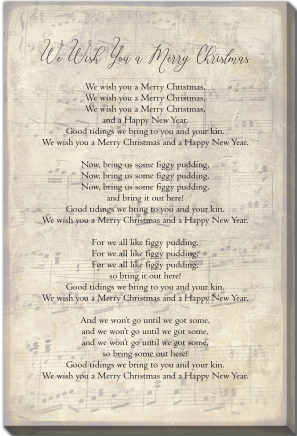 We Wish You a Merry Christmas
We wish you a Merry Christmas,
We wish you a Merry Christmas,
We wish you a Merry Christmas,
and a Happy New Year.
Good tidings we bring to you and your kin.
We wish you a Merry Christmas and a Happy New Year.
Now, bring us some figgy pudding,
Now, bring us some figgy pudding,
Now, bring us some figgy pudding,
and bring it out here!
Good tidings we bring to you and your kin.
We wish you a Merry Christmas and a Happy New Year.
For we all like figgy pudding,
For we all like figgy pudding,
For we all like figgy pudding,
so bring it out here!
Good tidings we bring to you and your kin.
We wish you a Merry Christmas and a Happy New Year.
And we won't go until we got some,
and we won't go until we got some,
and we won't go until we got some,
so bring some out here!
Good tidings we bring to you and your kin.
We wish you a Merry Christmas and a Happy New Year.